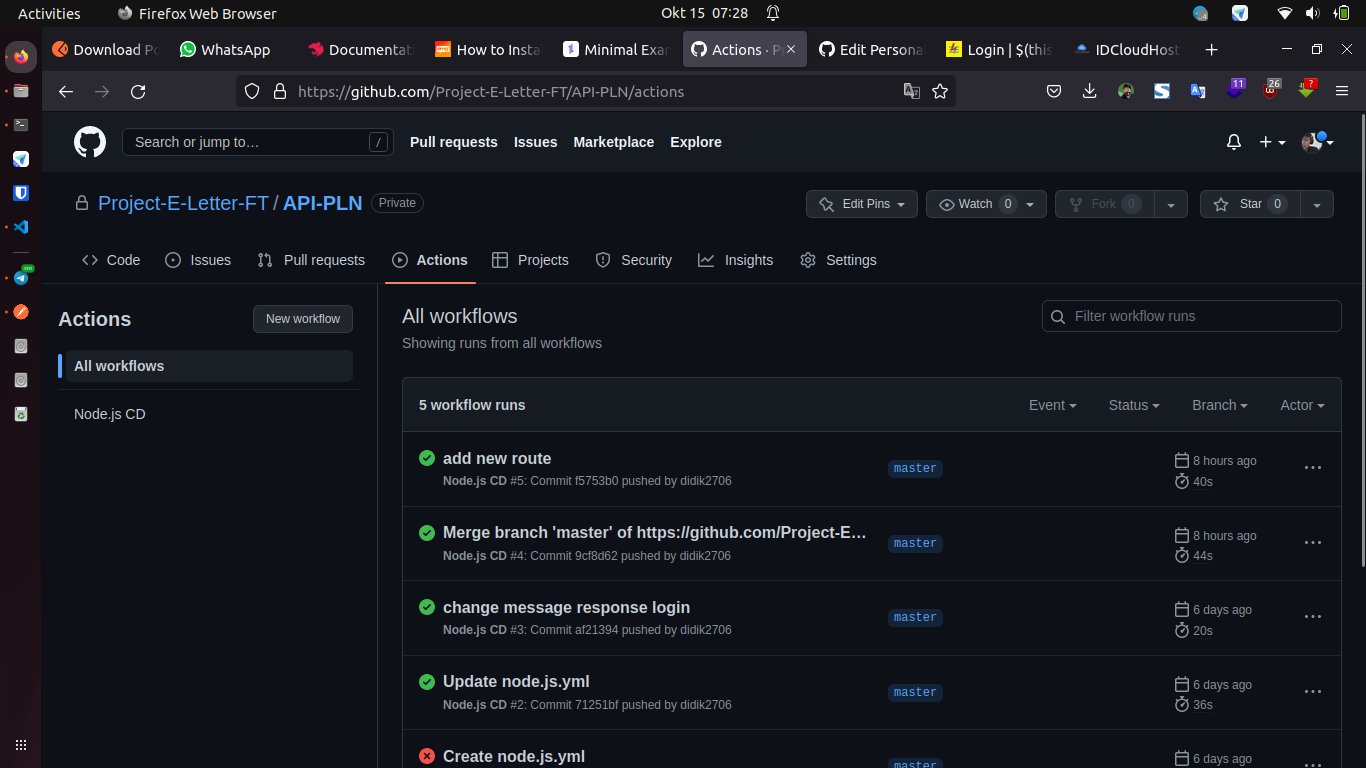 Activities
Firefox Web Browser
Okt 15 07:28
Download Po
WhatsApp
Documentat
How to Insta
Minimal Exar
Actions · P
Edit Persona
Login | $(this
IDCloudHost
https://github.com/Project-E-Letter-FT/API-PLN/actions
11
26
?
Search or jump to…
/
Pull requests
Issues
Marketplace
Explore
Project-E-Letter-FT / API-PLN
Private
Edit Pins
Watch 0
Fork 0
Star 0
Code
Issues
Pull requests
Actions
Projects
Security
Insights
Settings
Actions
New workflow
All workflows
Node.js CD
All workflows
Showing runs from all workflows
Filter workflow runs
5 workflow runs
Event
Status
Branch
Actor
add new route
Node.js CD #5: Commit f5753b0 pushed by didik2706
master
8 hours ago
40s
Merge branch 'master' of https://github.com/Project-E…
Node.js CD #4: Commit 9cf8d62 pushed by didik2706
master
8 hours ago
44s
change message response login
Node.js CD #3: Commit af21394 pushed by didik2706
master
6 days ago
20s
Update node.js.yml
Node.js CD #2: Commit 71251bf pushed by didik2706
master
6 days ago
36s
Create node.js.yml
master
6 days ago